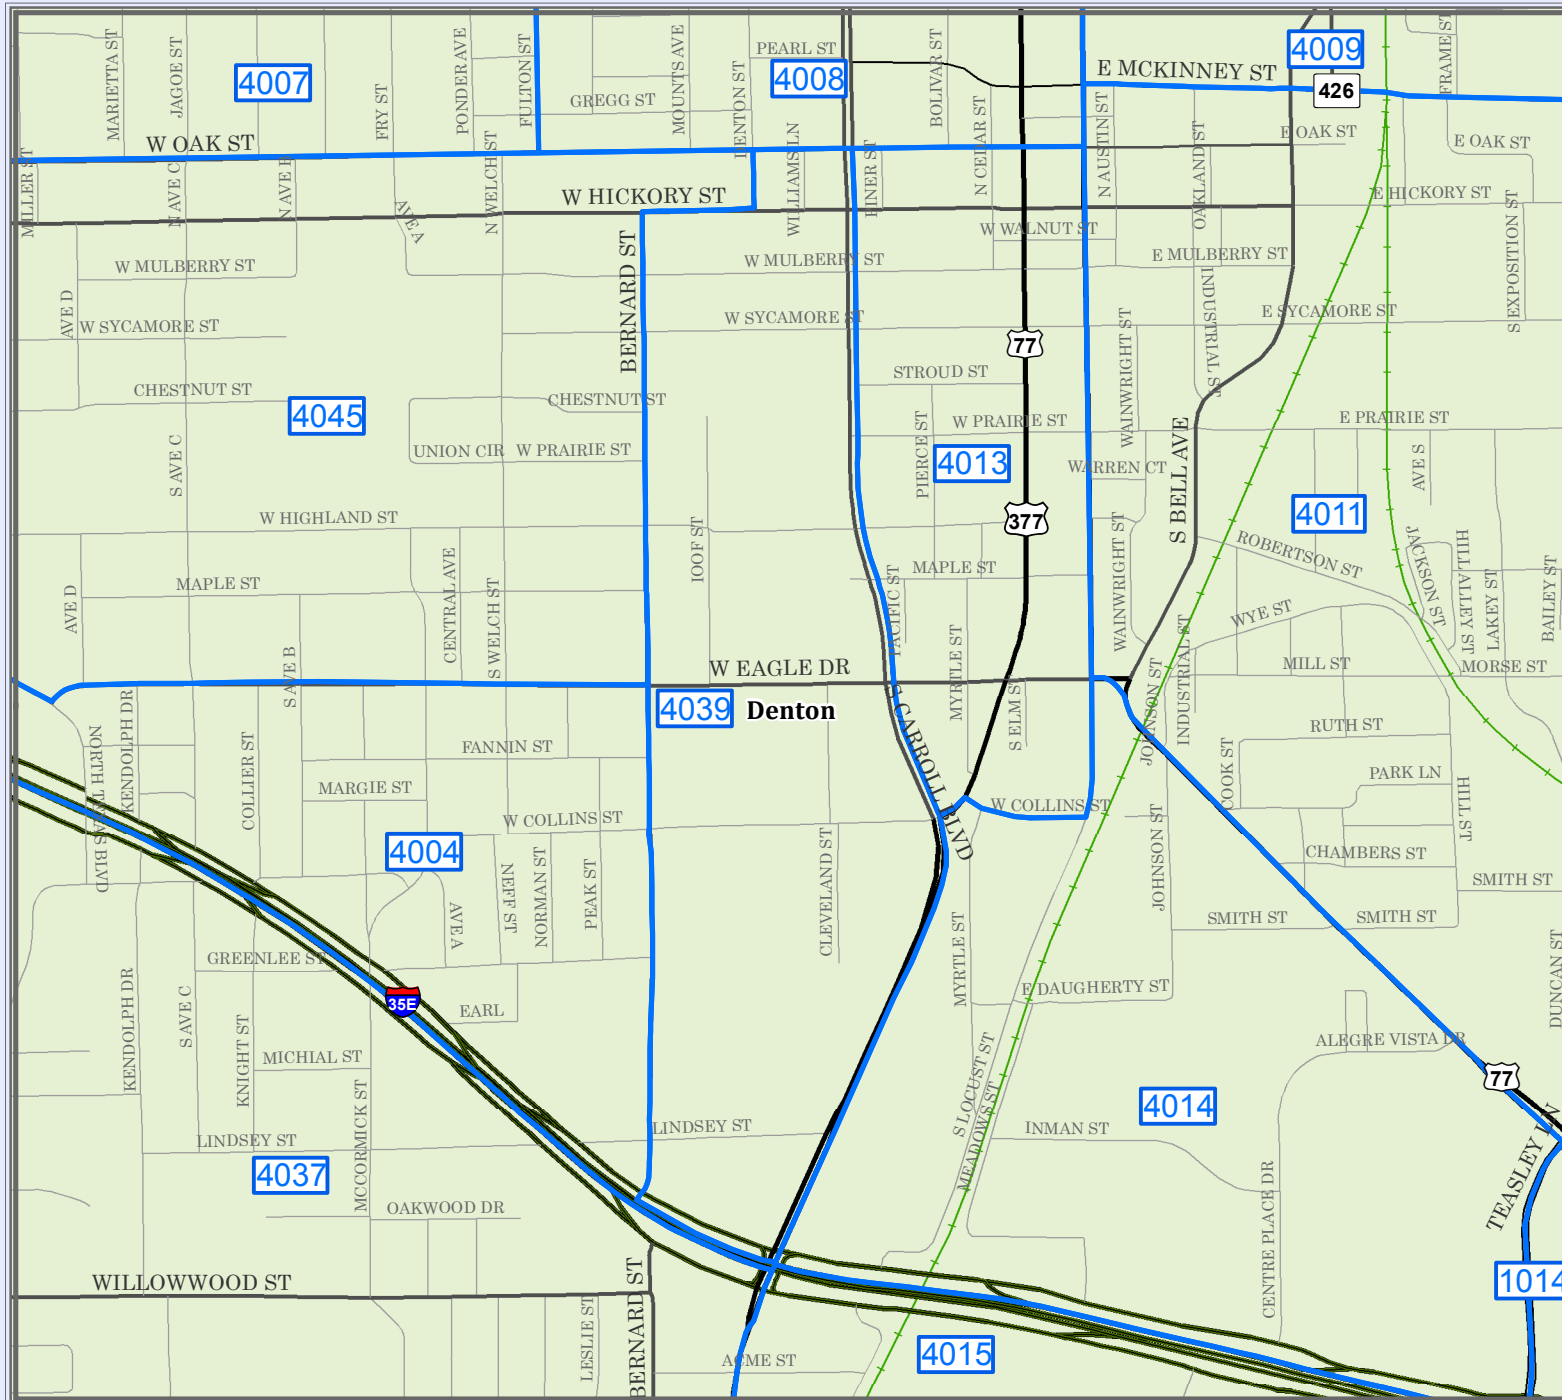 MARIETTA ST
JAGOE ST
4007
FRY ST
PONDER AVE
FULTON ST
GREGG ST
MOUNTS AVE
DENTON ST
PEARL ST
4008
BOLIVAR ST
E MCKINNEY ST
4009
426
FRAME ST
W OAK ST
MILLER ST
N AVE C
N AVE B
AVE A
N WELCH ST
W HICKORY ST
WILLIAMS LN
PINER ST
N CEDAR ST
N AUSTIN ST
OAKLAND ST
E OAK ST
E OAK ST
E HICKORY ST
W WALNUT ST
S EXPOSITION ST
W MULBERRY ST
BERNARD ST
W MULBERRY ST
E MULBERRY ST
AVE D
W SYCAMORE ST
W SYCAMORE ST
77
WAINWRIGHT ST
INDUSTRIAL ST
E SYCAMORE ST
CHESTNUT ST
4045
CHESTNUT ST
STROUD ST
S AVE C
UNION CIR
W PRAIRIE ST
PIERCE ST
W PRAIRIE ST
4013
WARREN CT
S BELL AVE
E PRAIRIE ST
AVE S
4011
W HIGHLAND ST
IOOF ST
377
WAINWRIGHT ST
ROBERTSON ST
JACKSON ST
HILL ALLEY ST
LAKEY ST
BAILEY ST
AVE D
MAPLE ST
CENTRAL AVE
S WELCH ST
PACIFIC ST
MAPLE ST
MYRTLE ST
WYE ST
INDUSTRIAL ST
S AVE B
W EAGLE DR
MILL ST
MORSE ST
4039
Denton
S CARROLL BLVD
S ELM ST
JOHNSON ST
RUTH ST
NORTH TEXAS BLVD
KENDOLPH DR
COLLIER ST
FANNIN ST
MARGIE ST
COOK ST
PARK LN
HILL ST
W COLLINS ST
W COLLINS ST
4004
CLEVELAND ST
JOHNSON ST
CHAMBERS ST
SMITH ST
AVE A
NEFF ST
NORMAN ST
PEAK ST
SMITH ST
SMITH ST
GREENLEE ST
KENDOLPH DR
S AVE C
KNIGHT ST
35E
EARL
MYRTLE ST
E DAUGHERTY ST
DUNCAN ST
MICHIAL ST
MCCORMICK ST
S LOCUST ST
MEADOWS ST
ALEGRE VISTA DR
77
4014
LINDSEY ST
LINDSEY ST
INMAN ST
TEASLEY LN
4037
OAKWOOD DR
CENTRE PLACE DR
WILLOWWOOD ST
BERNARD ST
LESLIE ST
ACME ST
4015
1014